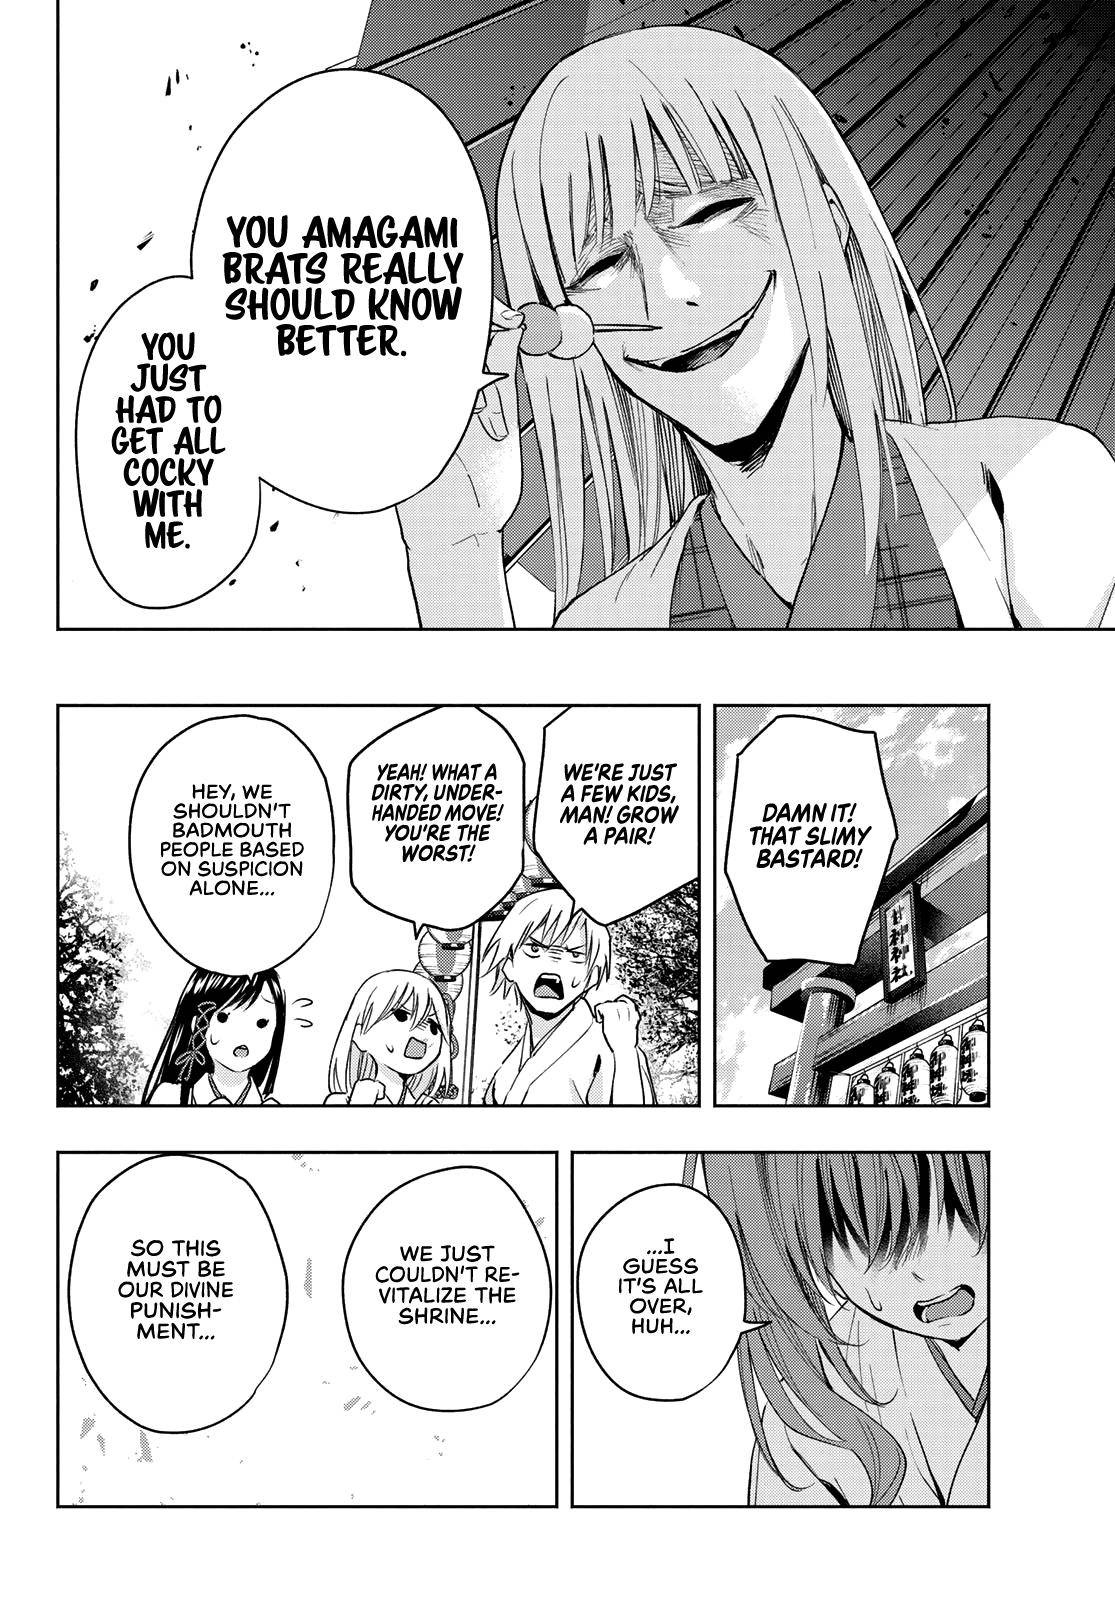 YOU AMAGAMI
BRATS REALLY
SHOULD KNOW
BETTER.
YOU
JUST
HAD TO
GET ALL
COCKY
WITH
ME.
DAMN IT!
THAT SLIMY
BASTARD!
WE'RE JUST
A FEW KIDS,
MAN! GROW
A PAIR!
YEAH! WHAT A
DIRTY, UNDER-
HANDED MOVE!
YOU'RE THE
WORST!
HEY, WE
SHOULDN'T
BADMOUTH
PEOPLE BASED
ON SUSPICION
ALONE...
...I
GUESS
IT'S ALL
OVER,
HUH...
WE JUST
COULDN'T RE-
VITALIZE THE
SHRINE...
SO THIS
MUST BE
OUR DIVINE
PUNISH-
MENT...